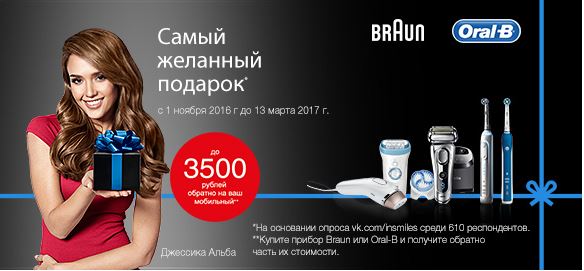 Самый
желанный
подарок*
с 1 ноября 2016 г до 13 марта 2017 г.
BRAUN
Oral-B
до
3500
рублей
обратно на ваш
мобильный**
Джессика Альба
*На основании опроса vk.com/insmiles среди 610 респондентов.
**Купите прибор Braun или Oral-B и получите обратно
часть их стоимости.